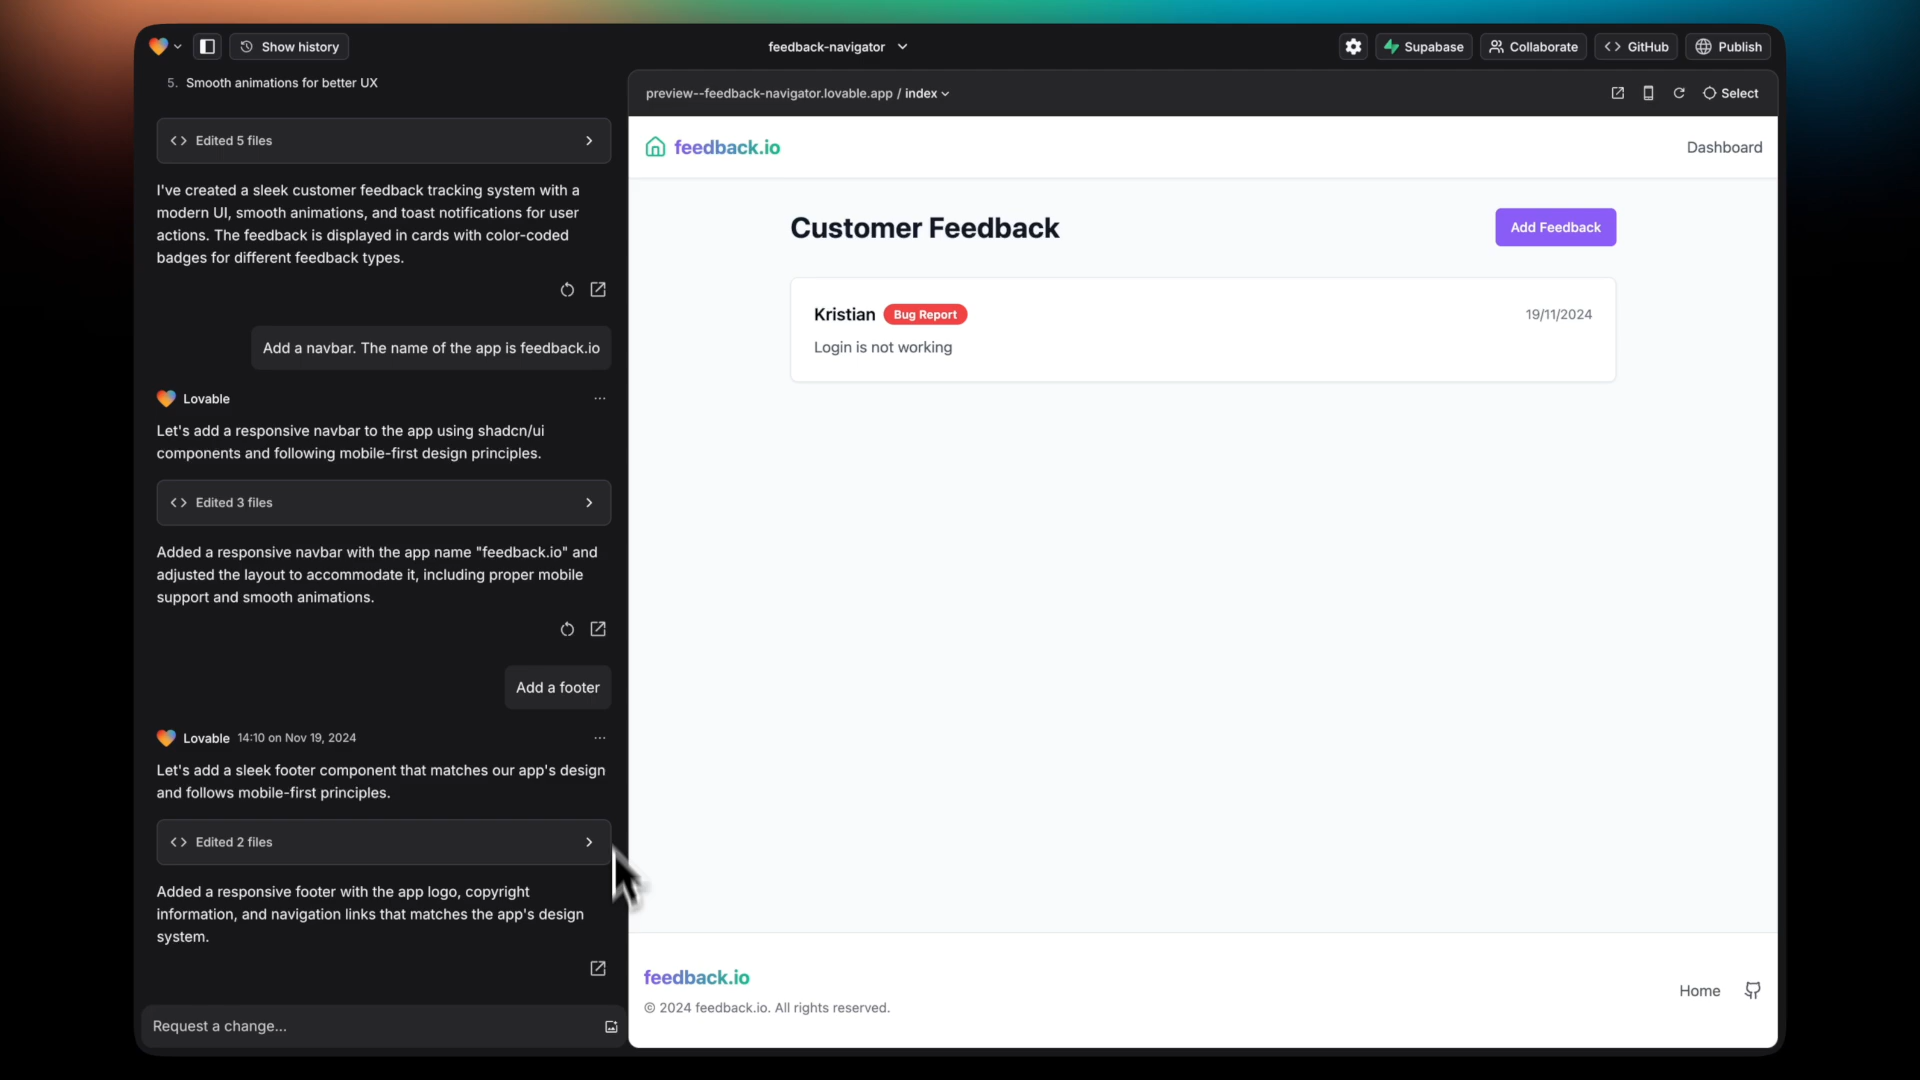 Show history
feedback-navigator
Supabase
Collaborate
GitHub
Publish
5. Smooth animations for better UX
Edited 5 files
I've created a sleek customer feedback tracking system with a
modern UI, smooth animations, and toast notifications for user
actions. The feedback is displayed in cards with color-coded
badges for different feedback types.
Add a navbar. The name of the app is feedback.io
Lovable
Let's add a responsive navbar to the app using shadcn/ui
components and following mobile-first design principles.
Edited 3 files
Added a responsive navbar with the app name "feedback.io" and
adjusted the layout to accommodate it, including proper mobile
support and smooth animations.
Add a footer
Lovable 14:10 on Nov 19, 2024
Let's add a sleek footer component that matches our app's design
and follows mobile-first principles.
Edited 2 files
Added a responsive footer with the app logo, copyright
information, and navigation links that matches the app's design
system.
Request a change...
preview--feedback-navigator.lovable.app / index
Select
feedback.io
Dashboard
Customer Feedback
Add Feedback
Kristian Bug Report
19/11/2024
Login is not working
feedback.io
© 2024 feedback.io. All rights reserved.
Home